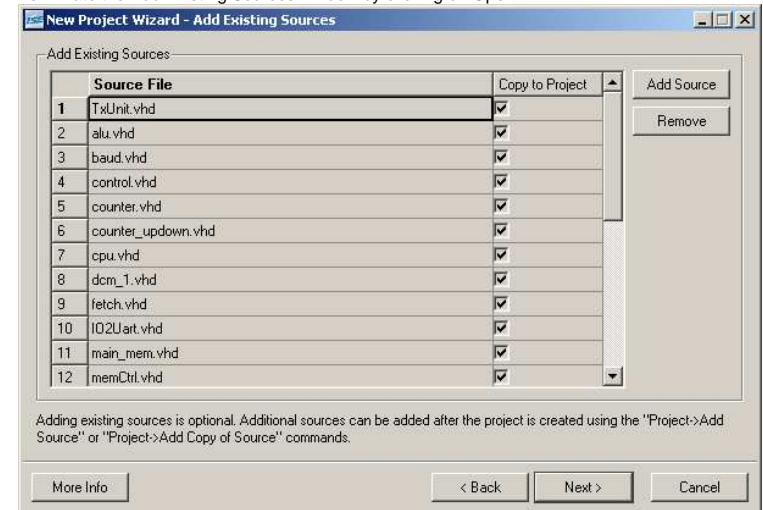 New Project Wizard - Add Existing Sources
Add Existing Sources
Source File Copy to Project
1 TxUnit.vhd
2 alu.vhd
3 baud.vhd
4 control.vhd
5 counter.vhd
6 counter_updown.vhd
7 cpu.vhd
8 dcm_1.vhd
9 fetch.vhd
10 IO2Uart.vhd
11 main_mem.vhd
12 memCtrl.vhd
Add Source
Remove
Adding existing sources is optional. Additional sources can be added after the project is created using the "Project->Add
Source" or "Project->Add Copy of Source" commands.
More Info < Back Next > Cancel